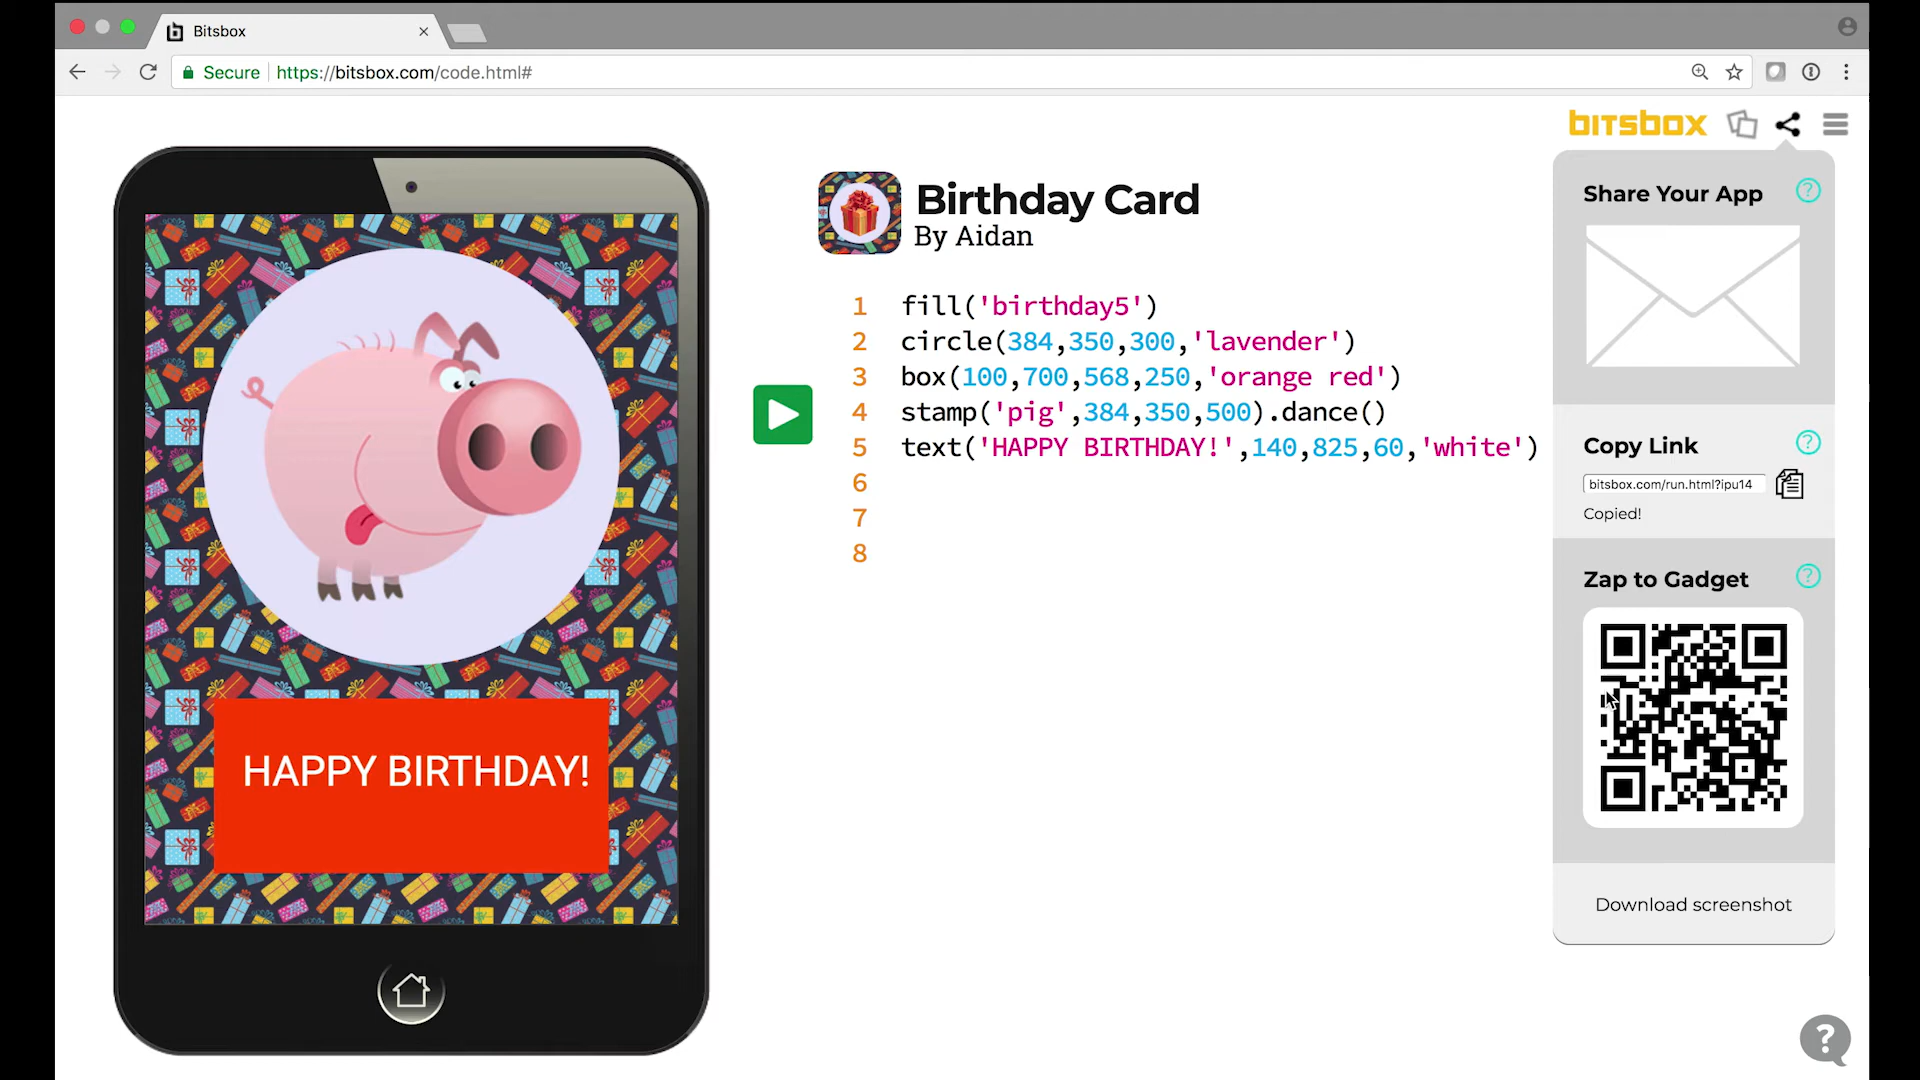 Bitsbox
Secure https://bitsbox.com/code.html#
bitsbox
Birthday Card
By Aidan
1 fill('birthday5')
2 circle(384,350,300,'lavender')
3 box(100,700,568,250,'orange red')
4 stamp('pig',384,350,500).dance()
5 text('HAPPY BIRTHDAY!',140,825,60,'white')
6
7
8
HAPPY BIRTHDAY!
Share Your App ?
Copy Link ?
bitsbox.com/run.html?ipu14
Copied!
Zap to Gadget ?
Download screenshot
?